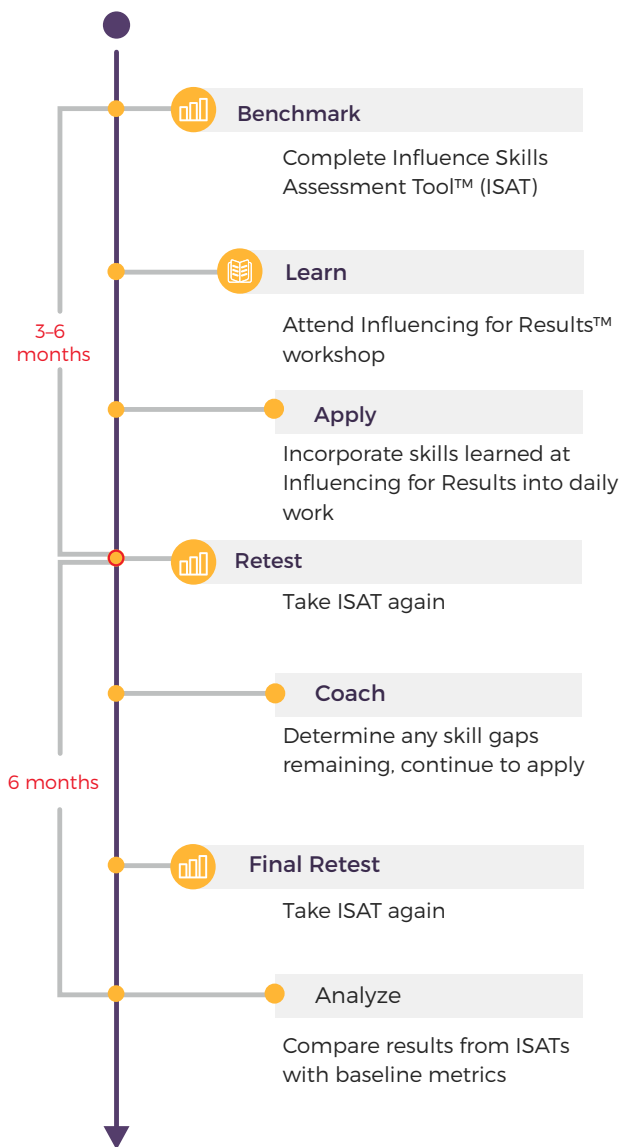 Benchmark
Complete Influence Skills
Assessment Tool™ (ISAT)
Learn
Attend Influencing for Results™
workshop
3–6
months
Apply
Incorporate skills learned at
Influencing for Results into daily
work
Retest
Take ISAT again
Coach
Determine any skill gaps
remaining, continue to apply
6 months
Final Retest
Take ISAT again
Analyze
Compare results from ISATs
with baseline metrics